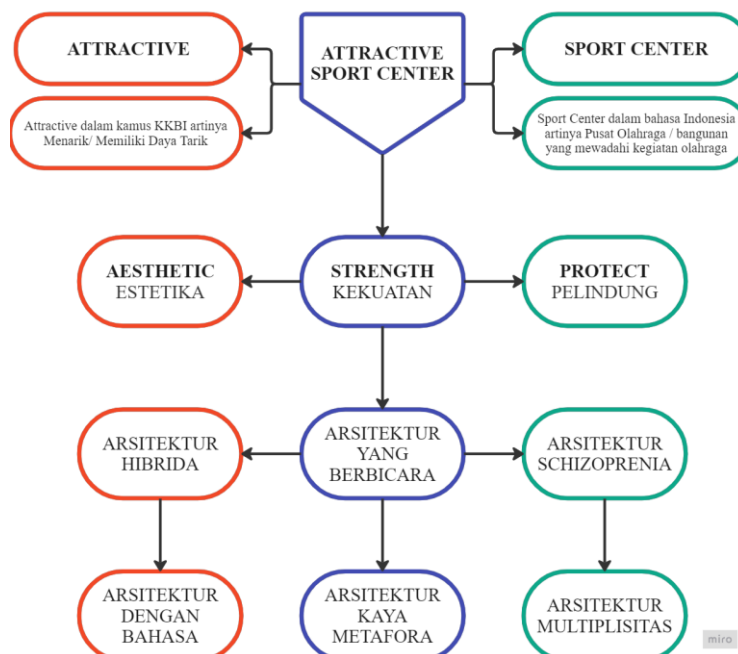 ATTRACTIVE
ATTRACTIVE
SPORT CENTER
SPORT CENTER
Attractive dalam kamus KKBI artinya
Menarik/ Memiliki Daya Tarik
Sport Center dalam bahasa Indonesia
artinya Pusat Olahraga / bangunan
yang mewadahi kegiatan olahraga
AESTHETIC
ESTETIKA
STRENGTH
KEKUATAN
PROTECT
PELINDUNG
ARSITEKTUR
HIBRIDA
ARSITEKTUR
YANG
BERBICARA
ARSITEKTUR
SCHIZOPRENIA
ARSITEKTUR
DENGAN
BAHASA
ARSITEKTUR
KAYA
METAFORA
ARSITEKTUR
MULTIPLISITAS
miro